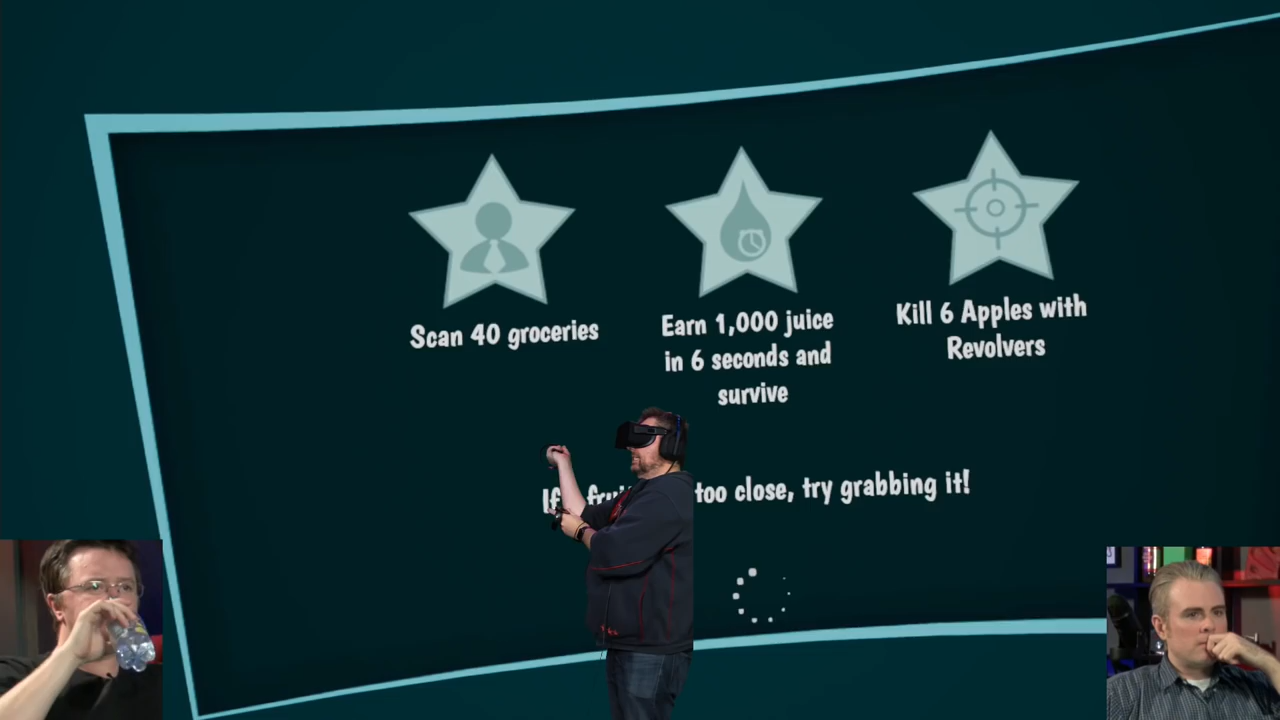 Scan 40 groceries
Earn 1,000 juice
in 6 seconds and
survive
Kill 6 Apples with
Revolvers
If too close, try grabbing it!